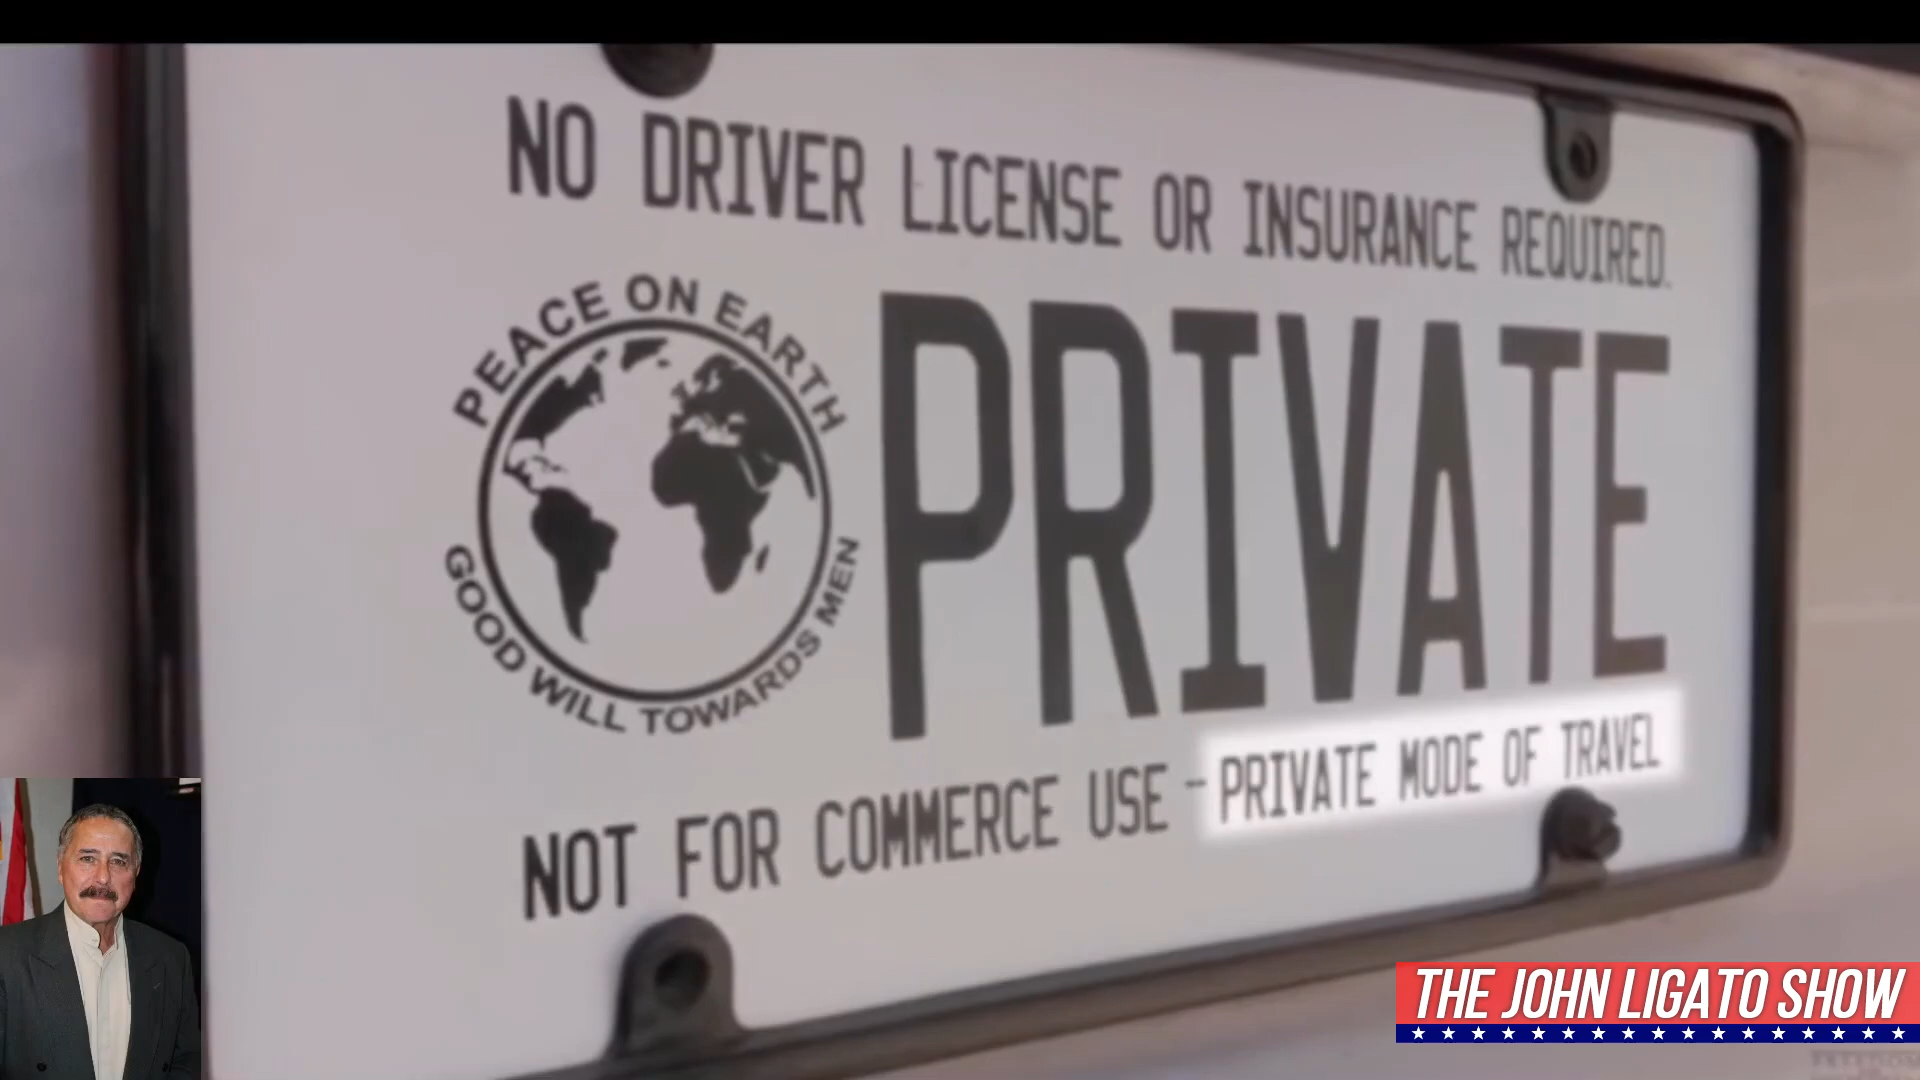 NO DRIVER LICENSE OR INSURANCE REQUIRED.
PEACE ON EARTH
GOOD WILL TOWARDS MEN
PRIVATE
NOT FOR COMMERCE USE - PRIVATE MODE OF TRAVEL
THE JOHN LIGATO SHOW